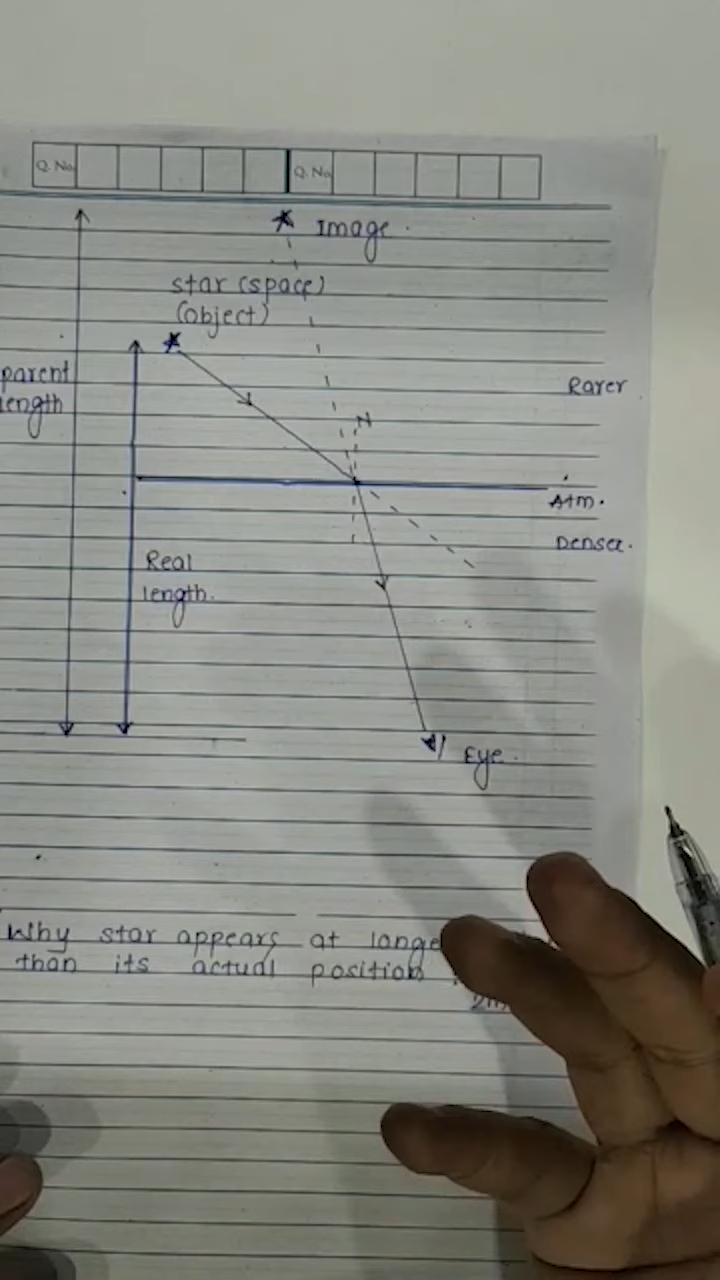 Q. No. Q. No.
Image.
star (space)
(object)
parent
length
Rarer
N
Atm.
Denser.
Real
length.
Eye.
Why star appears at
than its actual position